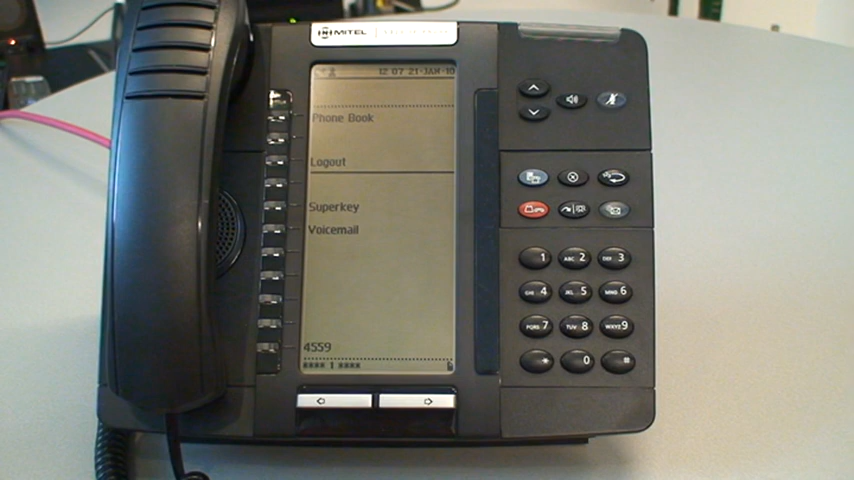 MITEL
12 07 21-JAN-10
Phone Book
Logout
Superkey
Voicemail
4559
**** 1 ****
1 ABC 2 DEF 3
GHI 4 JKL 5 MNO 6
PQRS 7 TUV 8 WXYZ 9
* 0 #